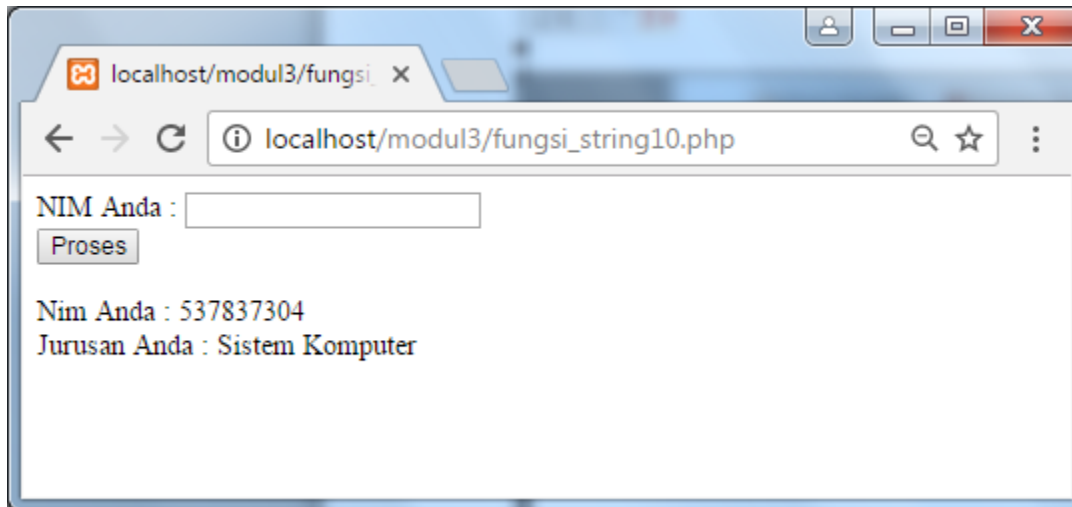 localhost/modul3/fungsi_
localhost/modul3/fungsi_string10.php
NIM Anda :
Proses
Nim Anda : 537837304
Jurusan Anda : Sistem Komputer